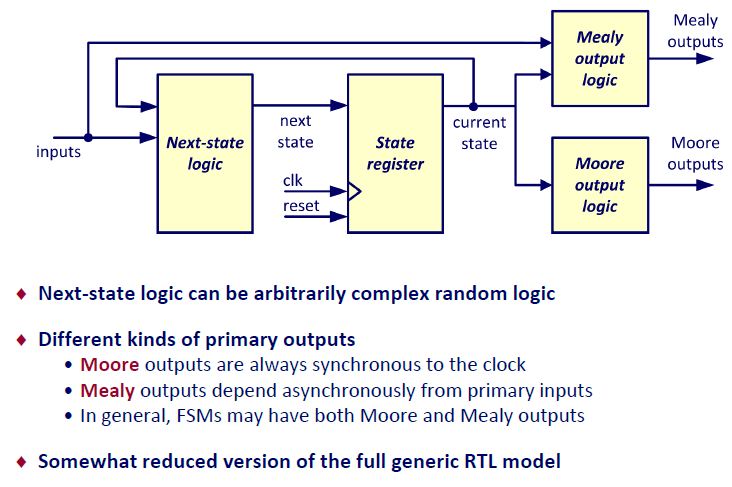 Mealy
outputs
Mealy
output
logic
next
state
current
state
inputs
Next-state
logic
State
register
clk
reset
Moore
outputs
Moore
output
logic
♦ Next-state logic can be arbitrarily complex random logic
♦ Different kinds of primary outputs
• Moore outputs are always synchronous to the clock
• Mealy outputs depend asynchronously from primary inputs
• In general, FSMs may have both Moore and Mealy outputs
♦ Somewhat reduced version of the full generic RTL model